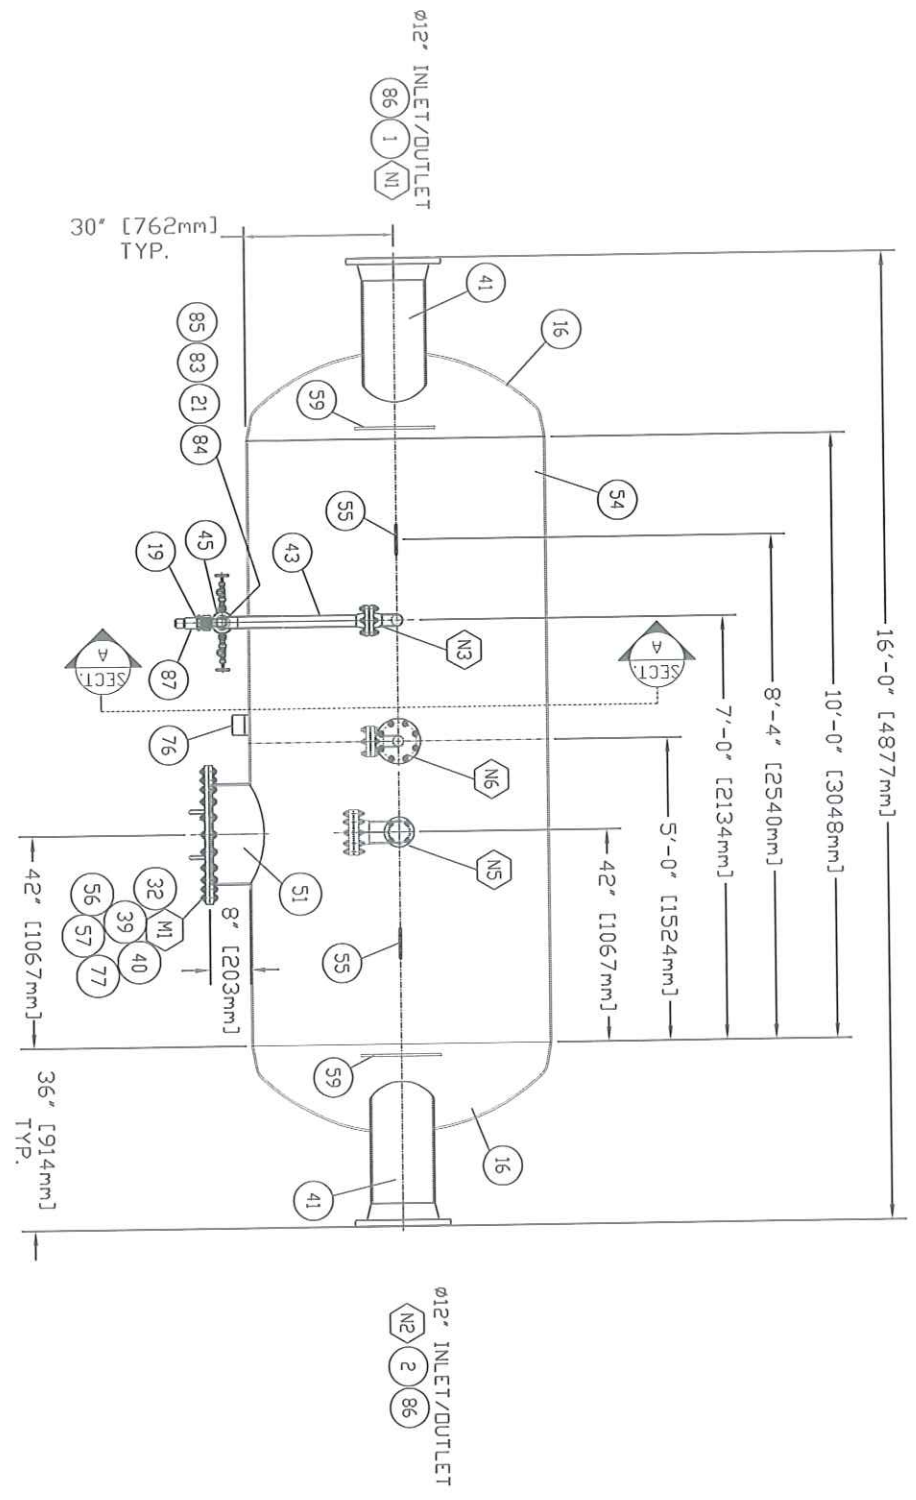 16'-0" [4877mm]
10'-0" [3048mm]
8'-4" [2540mm]
7'-0" [2134mm]
5'-0" [1524mm]
42" [1067mm]
Ø12" INLET/OUTLET
86 1 N1
30" [762mm]
TYP.
41
16
59
54
55
85
83
21
84
43
45
19
87
N3
SECT.
A
SECT.
A
76
N6
N5
51
55
32
M1
56
39
57
40
77
8" [203mm]
42" [1067mm]
36" [914mm]
TYP.
59
16
41
Ø12" INLET/OUTLET
N2 2 86